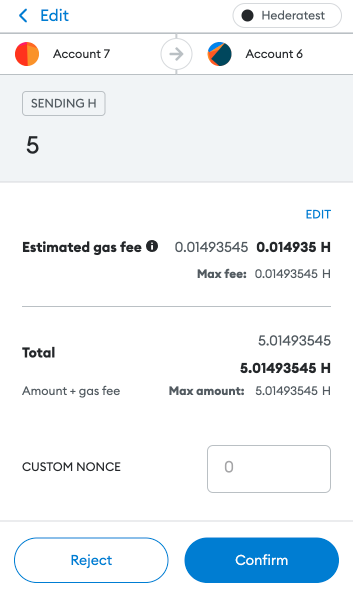 Edit
Hederatest
Account 7
Account 6
SENDING H
5
EDIT
Estimated gas fee 0.01493545 0.014935 H
Max fee: 0.01493545 H
5.01493545
Total
5.01493545 H
Amount + gas fee Max amount: 5.01493545 H
CUSTOM NONCE 0
Reject Confirm